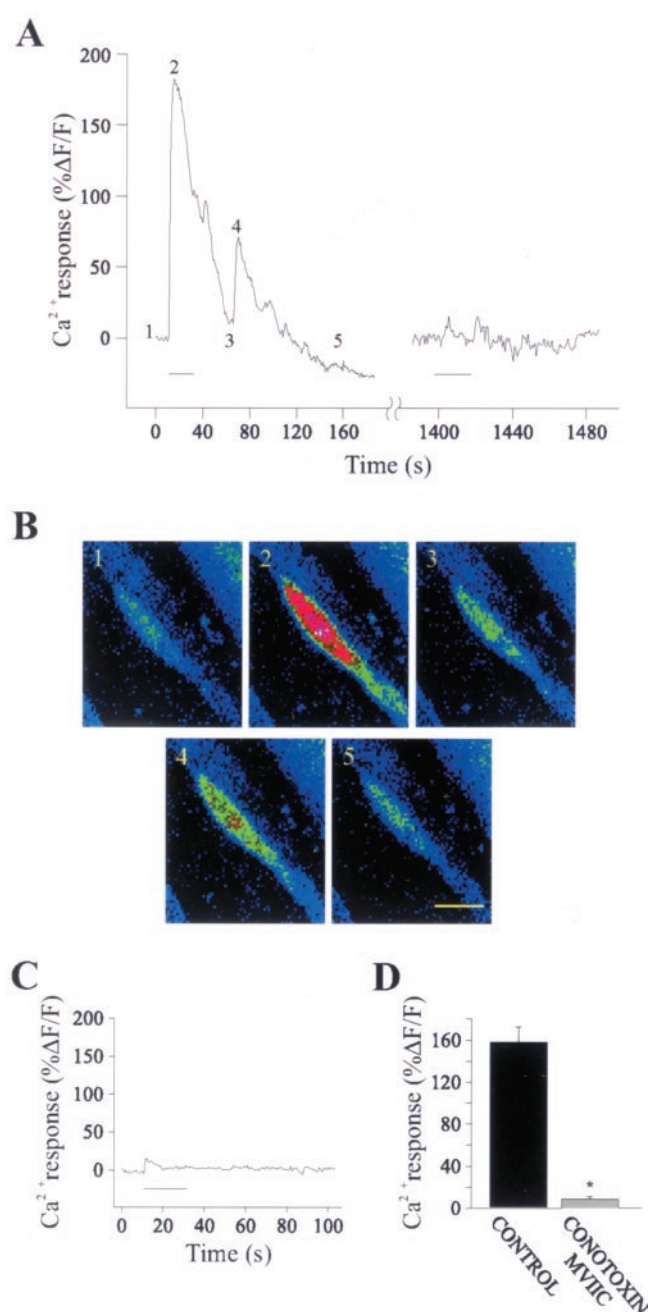 A
Ca2+ response (%ΔF/F)
200
150
100
50
0
1
2
3
4
5
0 40 80 120 160 1400 1440 1480
Time (s)
B
1 2 3
4 5
C
Ca2+ response (%ΔF/F)
200
150
100
50
0
0 20 40 60 80 100
Time (s)
D
Ca2+ response (%ΔF/F)
160
120
80
40
0
*
CONTROL
CONOTOXIN
MVIIC